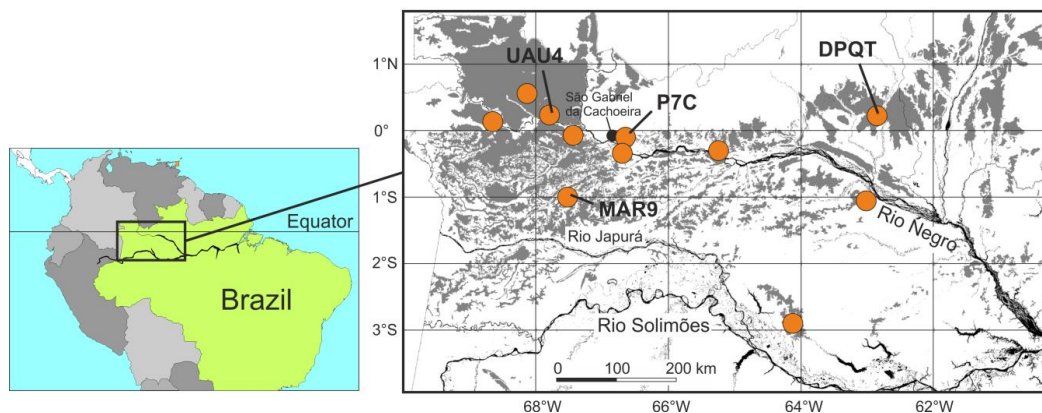 Equator
Brazil
1°N
0°
1°S
2°S
3°S
UAU4
São Gabriel
da Cachoeira
P7C
DPQT
MAR9
Rio Japurá
Rio Negro
Rio Solimões
0 100 200 km
68°W 66°W 64°W 62°W